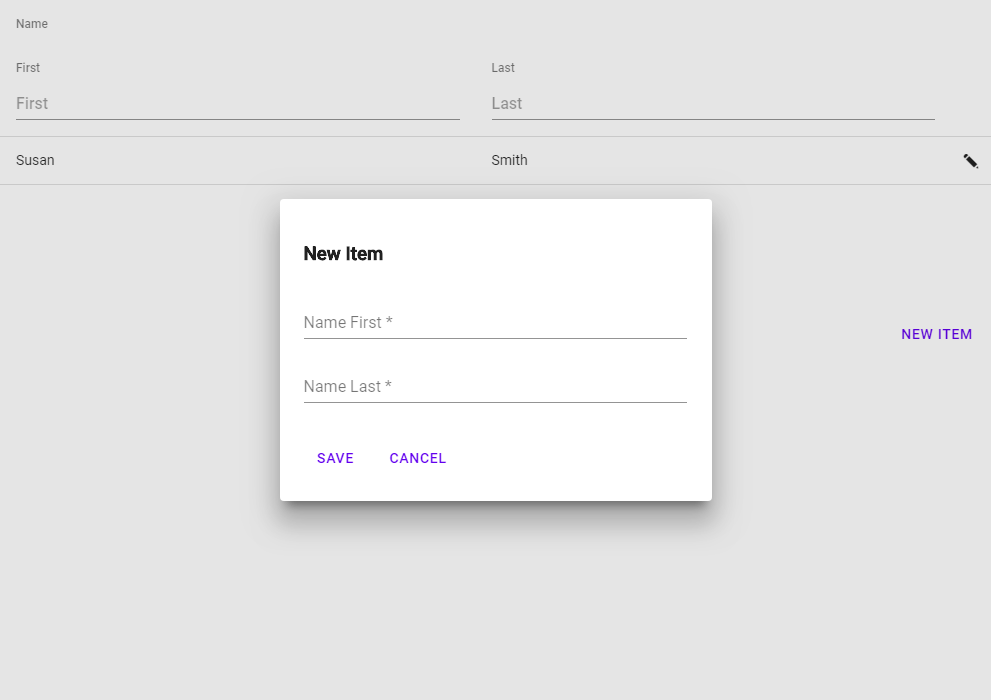 Name
First Last
First Last
Susan Smith
New Item
Name First *
NEW ITEM
Name Last *
SAVE CANCEL